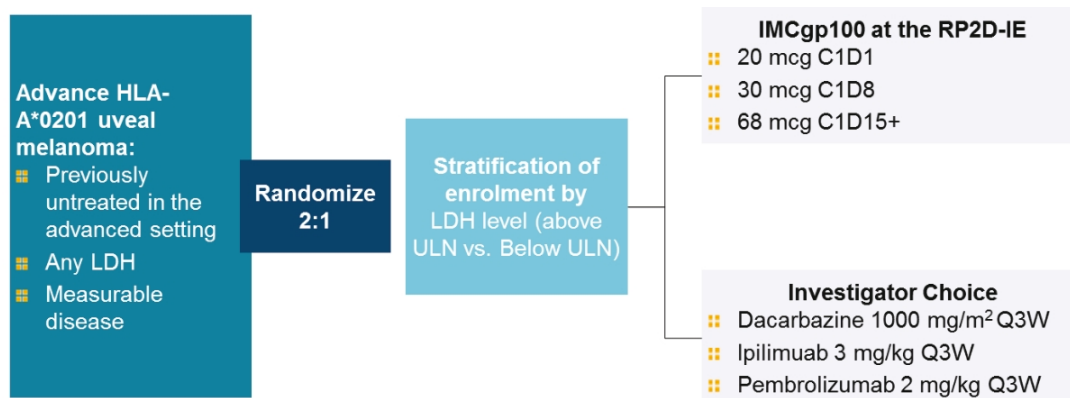 Advance HLA-
A*0201 uveal
melanoma:
Previously
untreated in the
advanced setting
Any LDH
Measurable
disease
Randomize
2:1
Stratification of
enrolment by
LDH level (above
ULN vs. Below ULN)
IMCgp100 at the RP2D-IE
20 mcg C1D1
30 mcg C1D8
68 mcg C1D15+
Investigator Choice
Dacarbazine 1000 mg/m² Q3W
Ipilimuab 3 mg/kg Q3W
Pembrolizumab 2 mg/kg Q3W